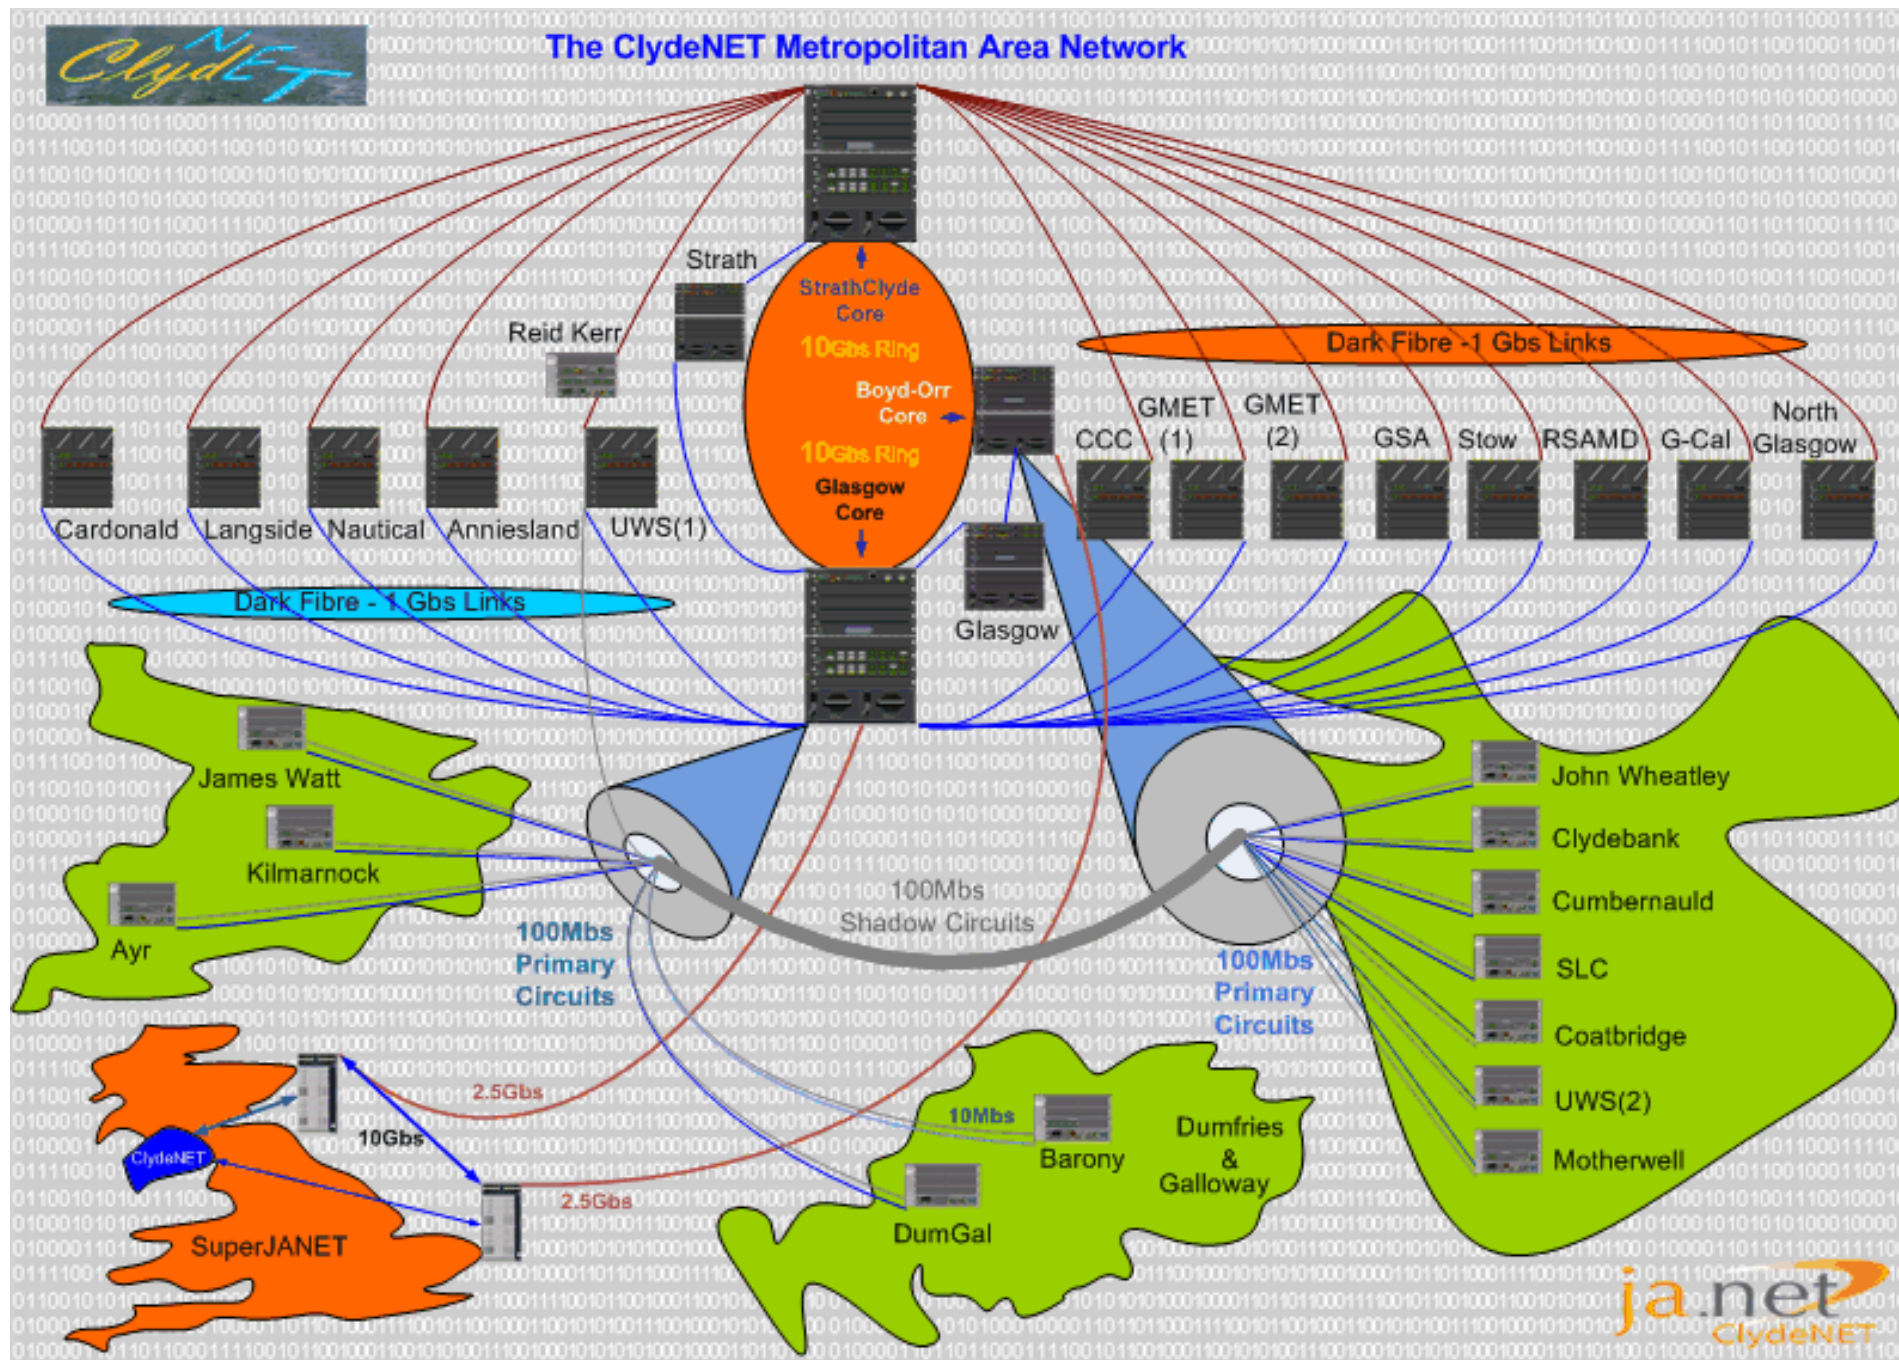 ClydeNET
The ClydeNET Metropolitan Area Network
Strath
StrathClyde
Core
10Gbs Ring
Reid Kerr
Dark Fibre -1 Gbs Links
Boyd-Orr
Core
10Gbs Ring
Glasgow
Core
CCC
GMET
(1)
GMET
(2)
GSA
Stow
RSAMD
G-Cal
North
Glasgow
Cardonald
Langside
Nautical
Anniesland
UWS(1)
Dark Fibre - 1 Gbs Links
Glasgow
James Watt
Kilmarnock
Ayr
100Mbs
Primary
Circuits
100Mbs
Shadow Circuits
100Mbs
Primary
Circuits
John Wheatley
Clydebank
Cumbernauld
SLC
Coatbridge
UWS(2)
Motherwell
2.5Gbs
10Gbs
ClydeNET
2.5Gbs
SuperJANET
10Mbs
Barony
DumGal
Dumfries
&
Galloway
ja.net
ClydeNET